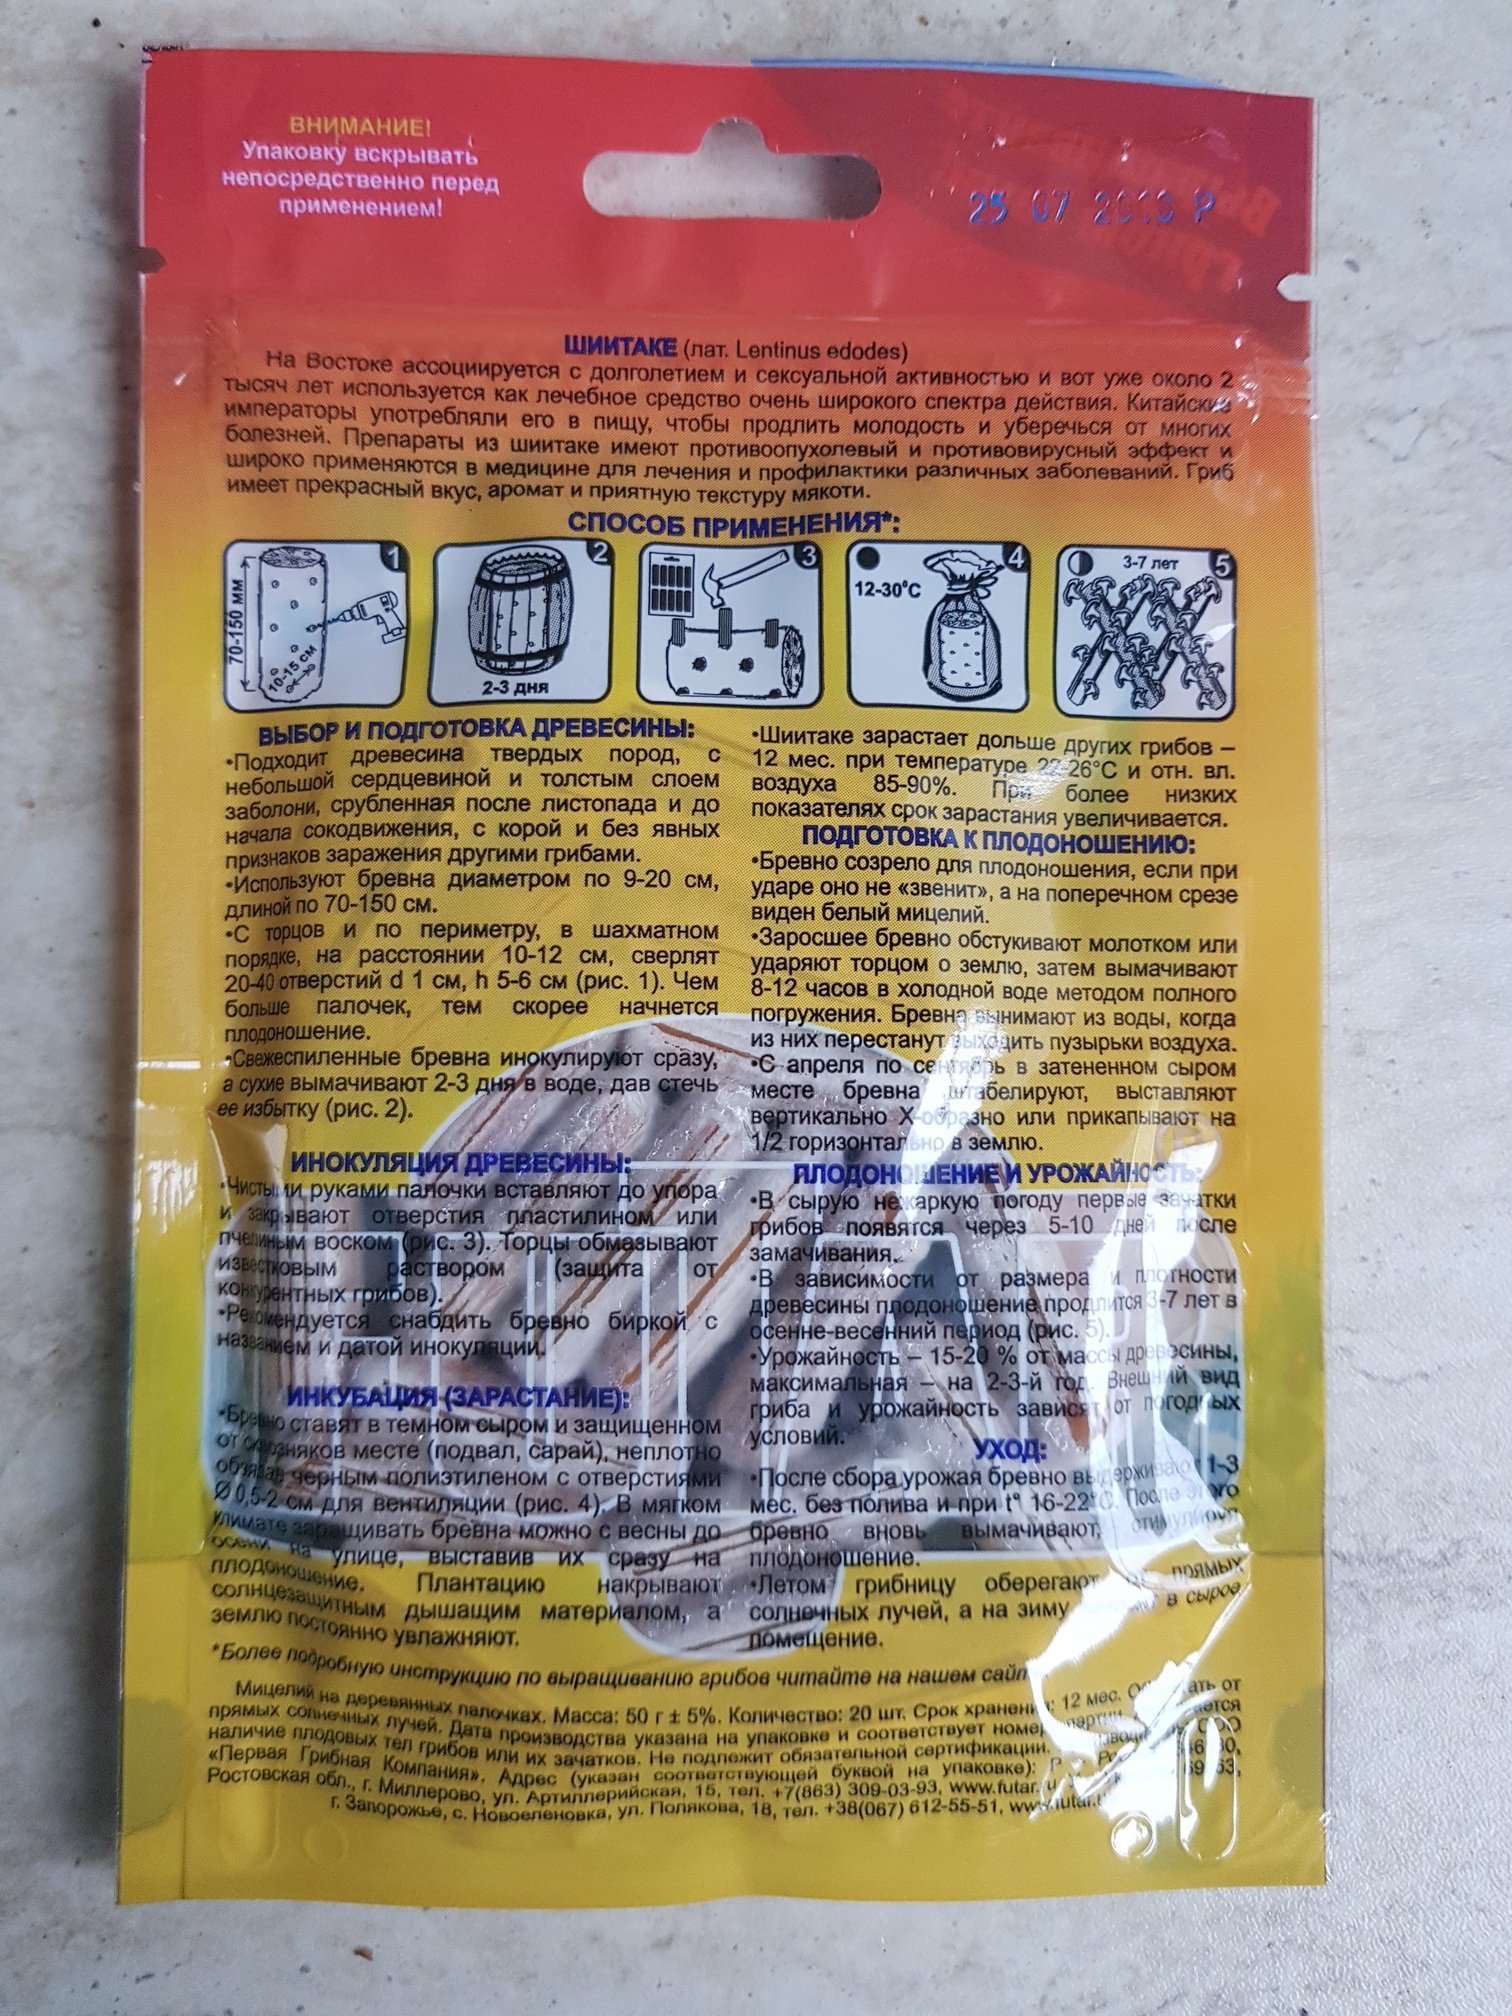 ВНИМАНИЕ!
Упаковку вскрывать
непосредственно перед
применением!
25 07 P
ШИИТАКЕ (лат. Lentinus edodes)
На Востоке ассоциируется с долголетием и сексуальной активностью и вот уже около 2
тысяч лет используется как лечебное средство очень широкого спектра действия. Китайские
императоры употребляли его в пищу, чтобы продлить молодость и уберечься от многих
болезней. Препараты из шиитаке имеют противоопухолевый и противовирусный эффект и
широко применяются в медицине для лечения и профилактики различных заболеваний. Гриб
имеет прекрасный вкус, аромат и приятную текстуру мякоти.
СПОСОБ ПРИМЕНЕНИЯ*:
1
70-150 мм
10-15 см
2
2-3 дня
3
4
12-30°C
5
3-7 лет
ВЫБОР И ПОДГОТОВКА ДРЕВЕСИНЫ:
•Подходит древесина твердых пород, с
небольшой сердцевиной и толстым слоем
заболони, срубленная после листопада и до
начала сокодвижения, с корой и без явных
признаков заражения другими грибами.
•Используют бревна диаметром по 9-20 см,
длиной по 70-150 см.
•С торцов и по периметру, в шахматном
порядке, на расстоянии 10-12 см, сверлят
20-40 отверстий d 1 см, h 5-6 см (рис. 1). Чем
больше палочек, тем скорее начнется
плодоношение.
•Свежеспиленные бревна инокулируют сразу,
а сухие вымачивают 2-3 дня в воде, дав стечь
ее избытку (рис. 2).
ИНОКУЛЯЦИЯ ДРЕВЕСИНЫ:
•Чистыми руками палочки вставляют до упора
и закрывают отверстия пластилином или
пчелиным воском (рис. 3). Торцы обмазывают
известковым раствором (защита от
конкурентных грибов).
•Рекомендуется снабдить бревно биркой с
названием и датой инокуляции.
ИНКУБАЦИЯ (ЗАРАСТАНИЕ):
•Бревно ставят в темном сыром и защищенном
от сквозняков месте (подвал, сарай), неплотно
обвязав черным полиэтиленом с отверстиями
Ø 0,5-2 см для вентиляции (рис. 4). В мягком
климате заращивать бревна можно с весны до
осени на улице, выставив их сразу на
плодоношение. Плантацию накрывают
солнцезащитным дышащим материалом, а
землю постоянно увлажняют.
•Шиитаке зарастает дольше других грибов –
12 мес. при температуре 22-26°C и отн. вл.
воздуха 85-90%. При более низких
показателях срок зарастания увеличивается.
ПОДГОТОВКА К ПЛОДОНОШЕНИЮ:
•Бревно созрело для плодоношения, если при
ударе оно не «звенит», а на поперечном срезе
виден белый мицелий.
•Заросшее бревно обстукивают молотком или
ударяют торцом о землю, затем вымачивают
8-12 часов в холодной воде методом полного
погружения. Бревна вынимают из воды, когда
из них перестанут выходить пузырьки воздуха.
•С апреля по сентябрь в затененном сыром
месте бревна штабелируют, выставляют
вертикально X-образно или прикапывают на
1/2 горизонтально в землю.
ПЛОДОНОШЕНИЕ И УРОЖАЙНОСТЬ:
•В сырую нежаркую погоду первые зачатки
грибов появятся через 5-10 дней после
замачивания.
•В зависимости от размера и плотности
древесины плодоношение продлится 3-7 лет в
осенне-весенний период (рис. 5).
•Урожайность – 15-20 % от массы древесины,
максимальная – на 2-3-й год. Внешний вид
гриба и урожайность зависят от погодных
условий.
УХОД:
•После сбора урожая бревно выдерживают 1-3
мес. без полива и при t° 16-22°C. После этого
бревно вновь вымачивают,
плодоношение.
•Летом грибницу оберегают от прямых
солнечных лучей, а на зиму в сырое
помещение.
*Более подробную инструкцию по выращиванию грибов читайте на нашем
Мицелий на деревянных палочках. Масса: 50 г ± 5%. Количество: 20 шт. Срок хранения: 12 мес. от
прямых солнечных лучей. Дата производства указана на упаковке и соответствует номеру партии.
наличие плодовых тел грибов или их зачатков. Не подлежит обязательной сертификации. ООО
«Первая Грибная Компания». Адрес (указан соответствующей буквой на упаковке):
Ростовская обл., г. Миллерово, ул. Артиллерийская, 15, тел. +7(863) 309-03-93,
г. Запорожье, с. Новоеленовка, ул. Полякова, 18, тел. +38(067) 612-55-51,